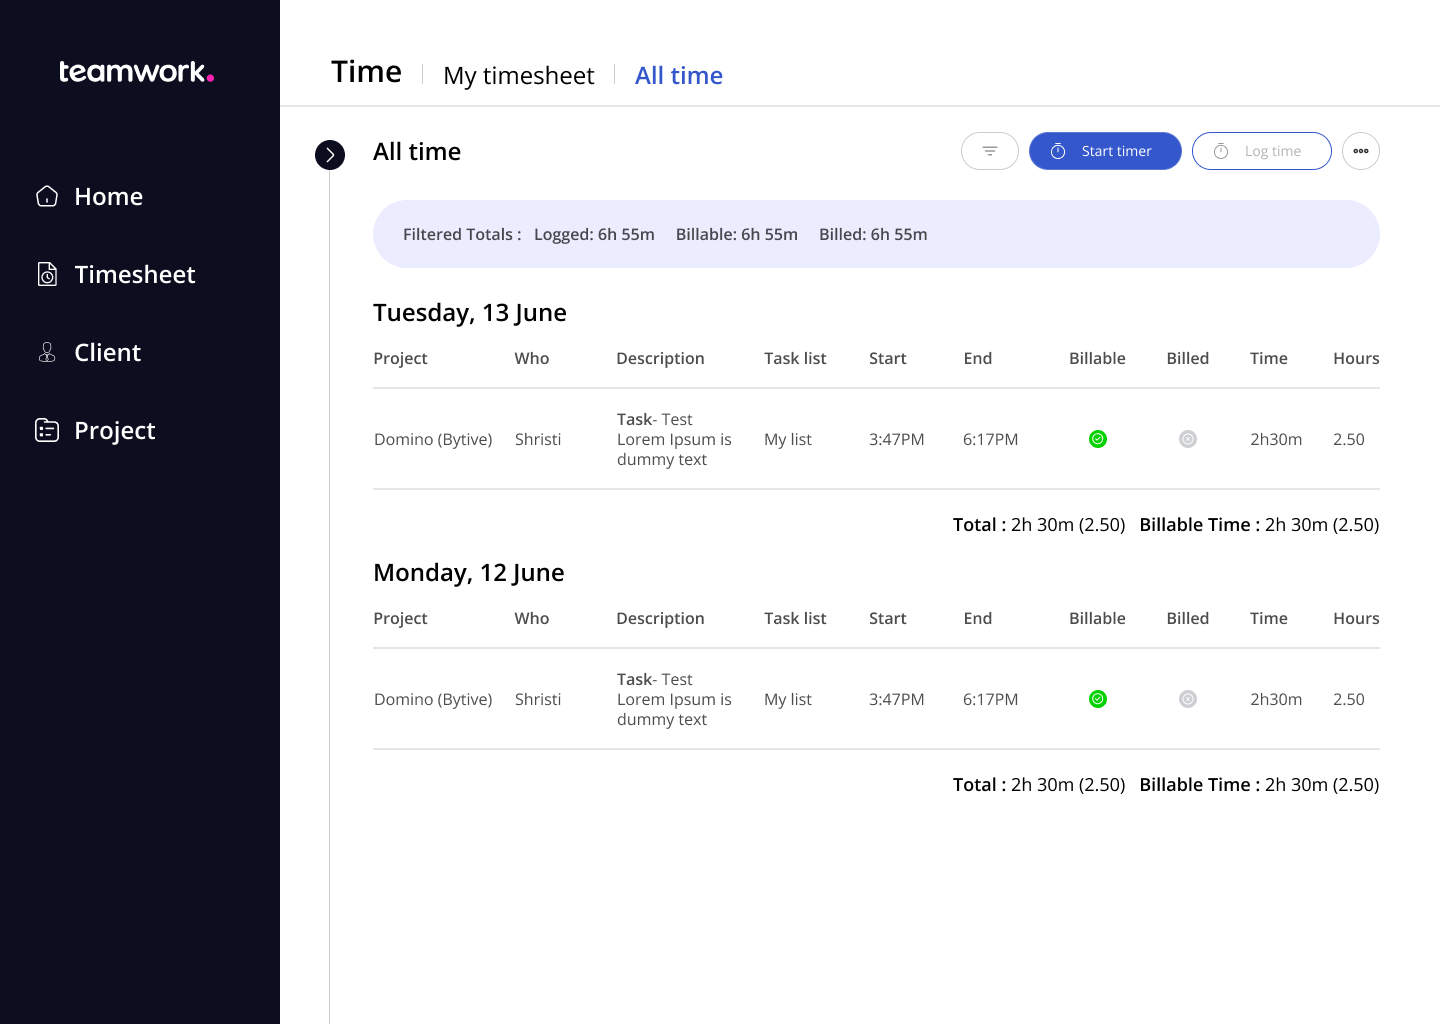 teamwork.
Home
Timesheet
Client
Project
Time My timesheet All time
All time Start timer Log time
Filtered Totals : Logged: 6h 55m Billable: 6h 55m Billed: 6h 55m
Tuesday, 13 June
Project Who Description Task list Start End Billable Billed Time Hours
Task- Test
Domino (Bytive) Shristi Lorem Ipsum is My list 3:47PM 6:17PM 2h30m 2.50
dummy text
Total : 2h 30m (2.50) Billable Time : 2h 30m (2.50)
Monday, 12 June
Project Who Description Task list Start End Billable Billed Time Hours
Task- Test
Domino (Bytive) Shristi Lorem Ipsum is My list 3:47PM 6:17PM 2h30m 2.50
dummy text
Total : 2h 30m (2.50) Billable Time : 2h 30m (2.50)